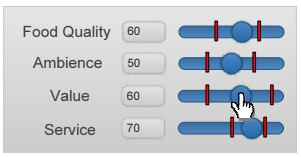 Food Quality 60
Ambience 50
Value 60
Service 70